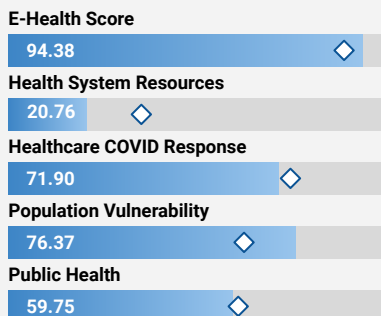 E-Health Score
94.38
Health System Resources
20.76
Healthcare COVID Response
71.90
Population Vulnerability
76.37
Public Health
59.75